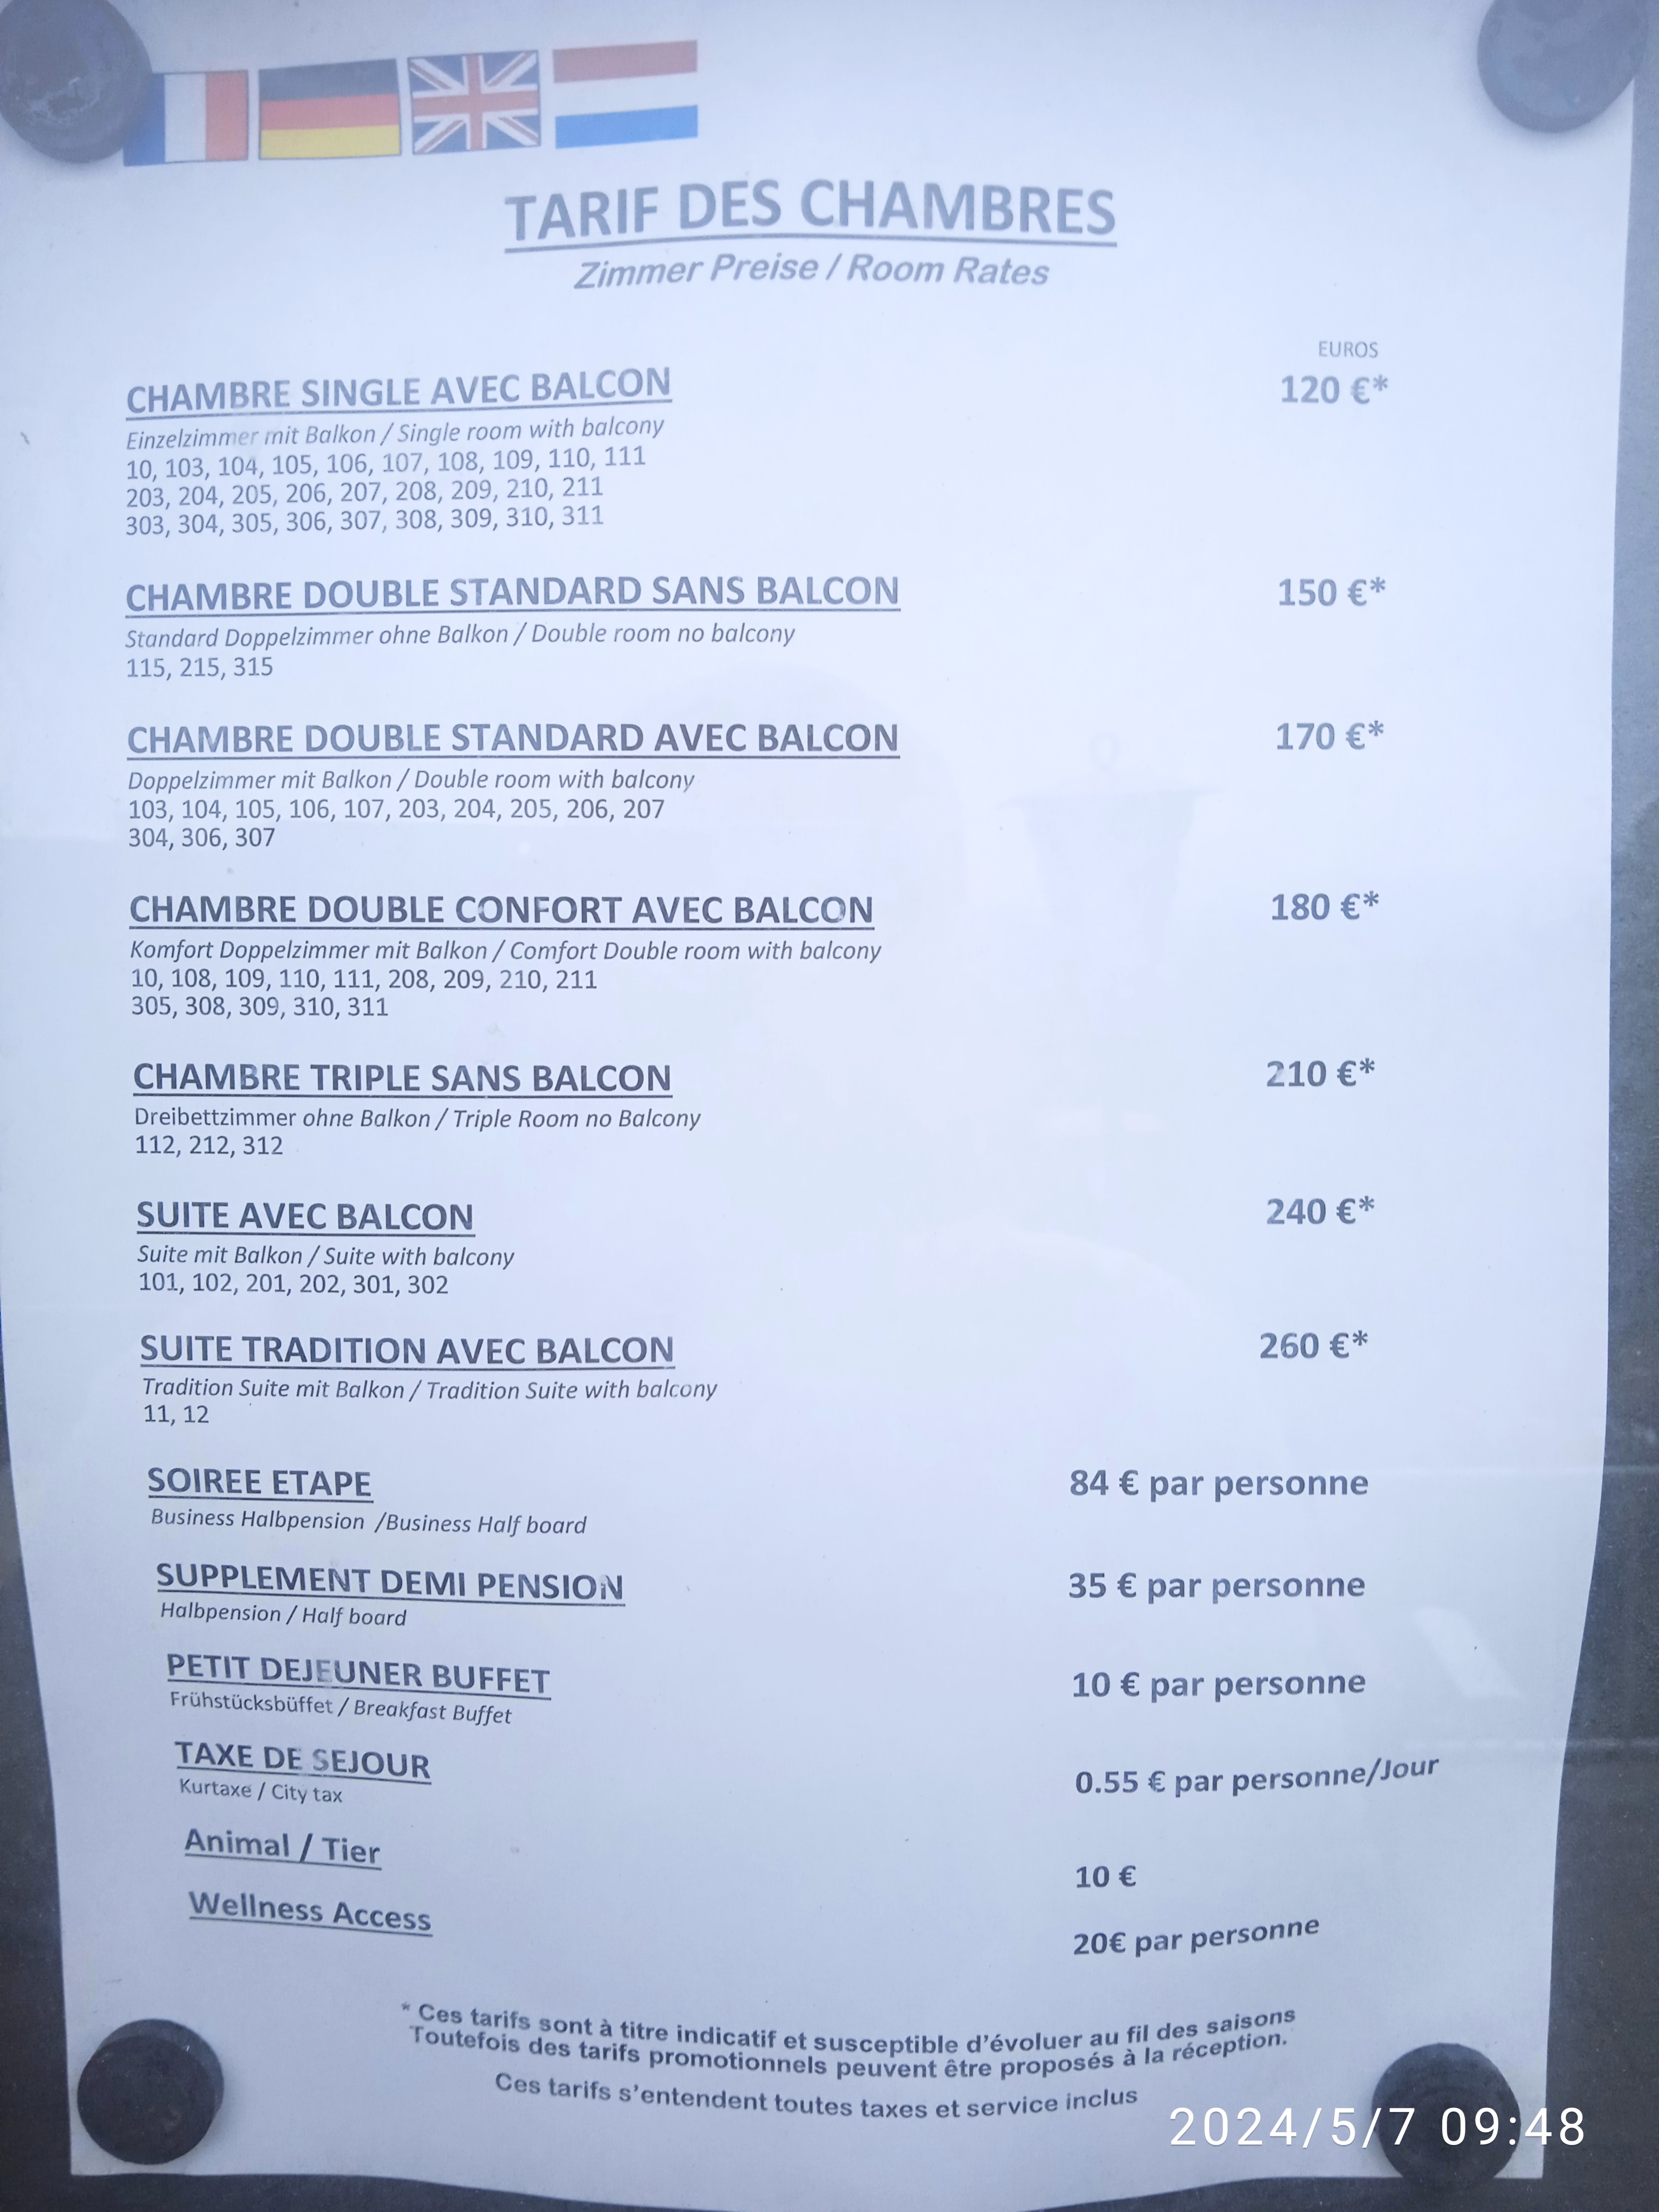 TARIF DES CHAMBRES
Zimmer Preise / Room Rates
EUROS
CHAMBRE SINGLE AVEC BALCON 120 €*
Einzelzimmer mit Balkon / Single room with balcony
10, 103, 104, 105, 106, 107, 108, 109, 110, 111
203, 204, 205, 206, 207, 208, 209, 210, 211
303, 304, 305, 306, 307, 308, 309, 310, 311
CHAMBRE DOUBLE STANDARD SANS BALCON 150 €*
Standard Doppelzimmer ohne Balkon / Double room no balcony
115, 215, 315
CHAMBRE DOUBLE STANDARD AVEC BALCON 170 €*
Doppelzimmer mit Balkon / Double room with balcony
103, 104, 105, 106, 107, 203, 204, 205, 206, 207
304, 306, 307
CHAMBRE DOUBLE CONFORT AVEC BALCON 180 €*
Komfort Doppelzimmer mit Balkon / Comfort Double room with balcony
10, 108, 109, 110, 111, 208, 209, 210, 211
305, 308, 309, 310, 311
CHAMBRE TRIPLE SANS BALCON 210 €*
Dreibettzimmer ohne Balkon / Triple Room no Balcony
112, 212, 312
SUITE AVEC BALCON 240 €*
Suite mit Balkon / Suite with balcony
101, 102, 201, 202, 301, 302
SUITE TRADITION AVEC BALCON 260 €*
Tradition Suite mit Balkon / Tradition Suite with balcony
11, 12
SOIREE ETAPE 84 € par personne
Business Halbpension /Business Half board
SUPPLEMENT DEMI PENSION 35 € par personne
Halbpension / Half board
PETIT DEJEUNER BUFFET 10 € par personne
Frühstücksbüffet / Breakfast Buffet
TAXE DE SEJOUR 0.55 € par personne/Jour
Kurtaxe / City tax
Animal / Tier 10 €
Wellness Access 20€ par personne
* Ces tarifs sont à titre indicatif et susceptible d'évoluer au fil des saisons
Toutefois des tarifs promotionnels peuvent être proposés à la réception.
Ces tarifs s'entendent toutes taxes et service inclus
2024/5/7 09:48